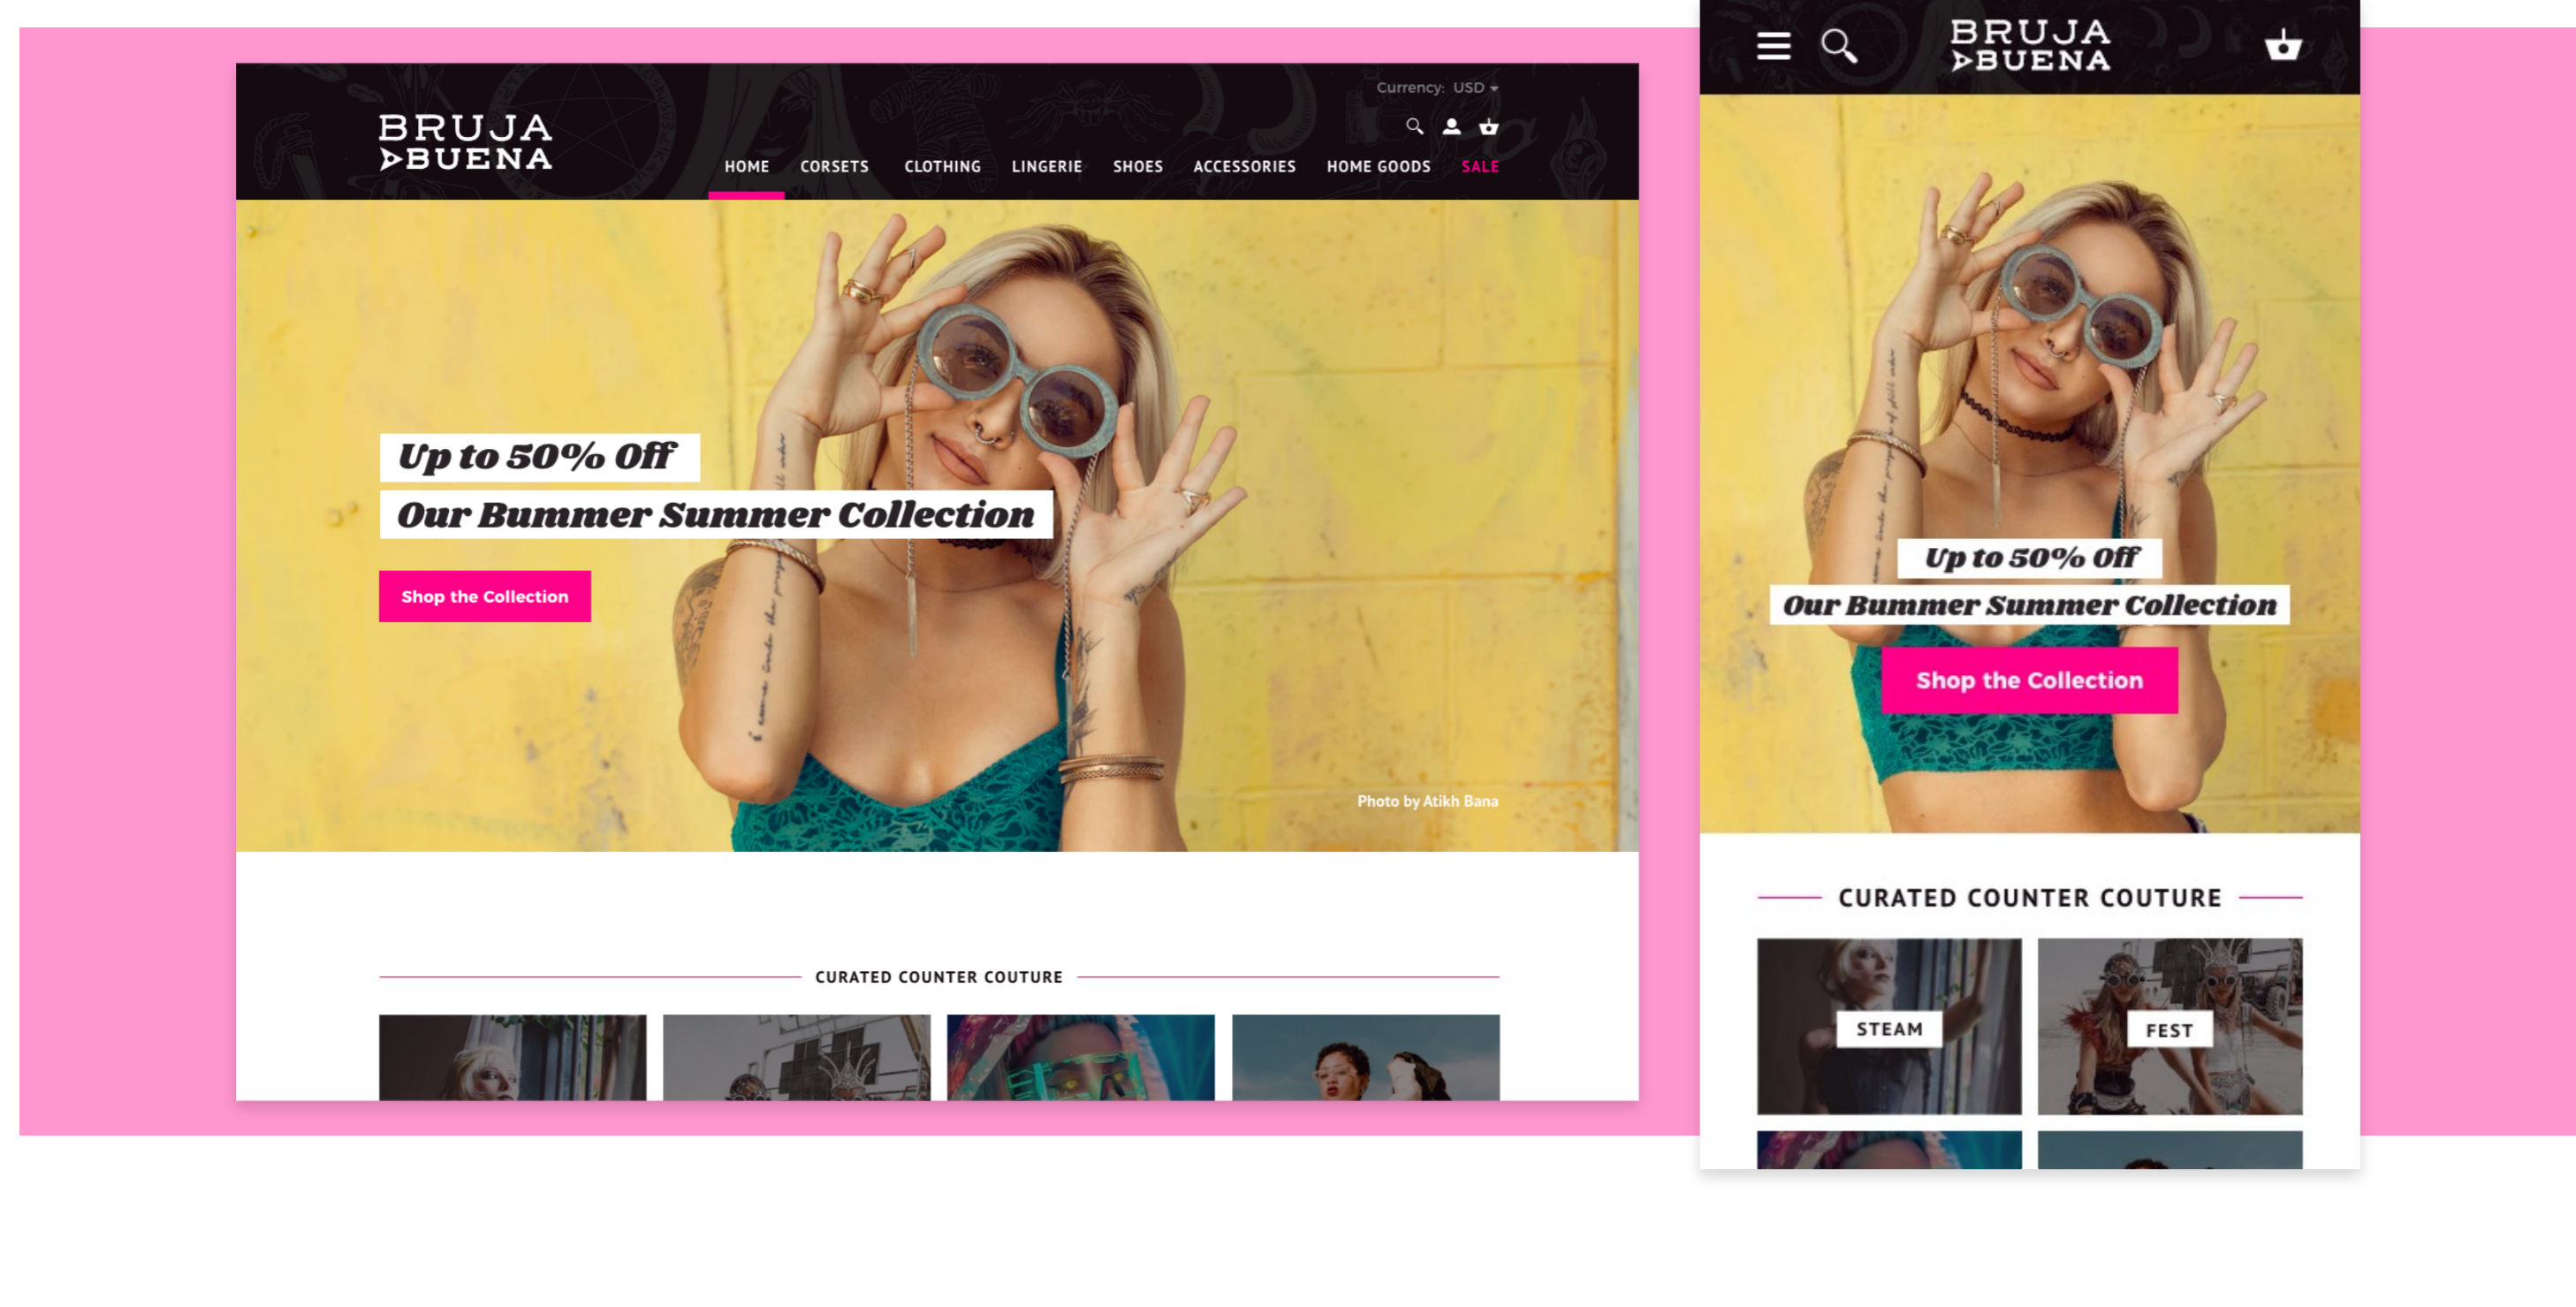 BRUJA
BUENA
Currency: USD
HOME CORSETS CLOTHING LINGERIE SHOES ACCESSORIES HOME GOODS SALE
Up to 50% Off
Our Bummer Summer Collection
Shop the Collection
Photo by Atikh Bana
CURATED COUNTER COUTURE
BRUJA
BUENA
Up to 50% Off
Our Bummer Summer Collection
Shop the Collection
CURATED COUNTER COUTURE
STEAM FEST